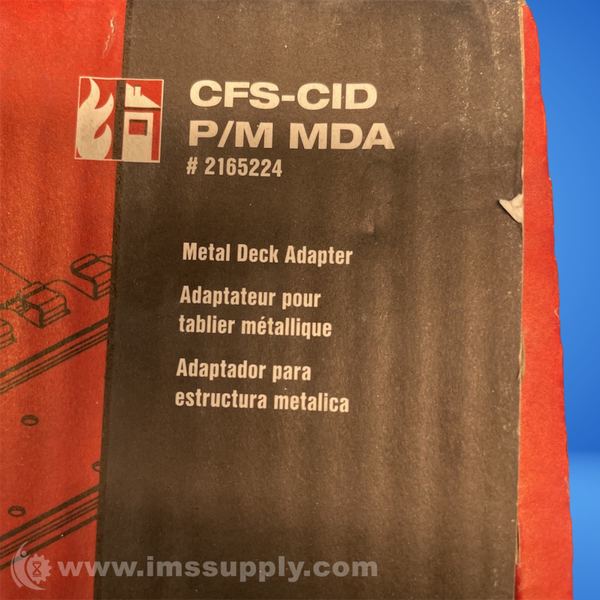 CFS-CID
P/M MDA
# 2165224
Metal Deck Adapter
Adaptateur pour
tablier métallique
Adaptador para
estructura metalica
www.imssupply.com